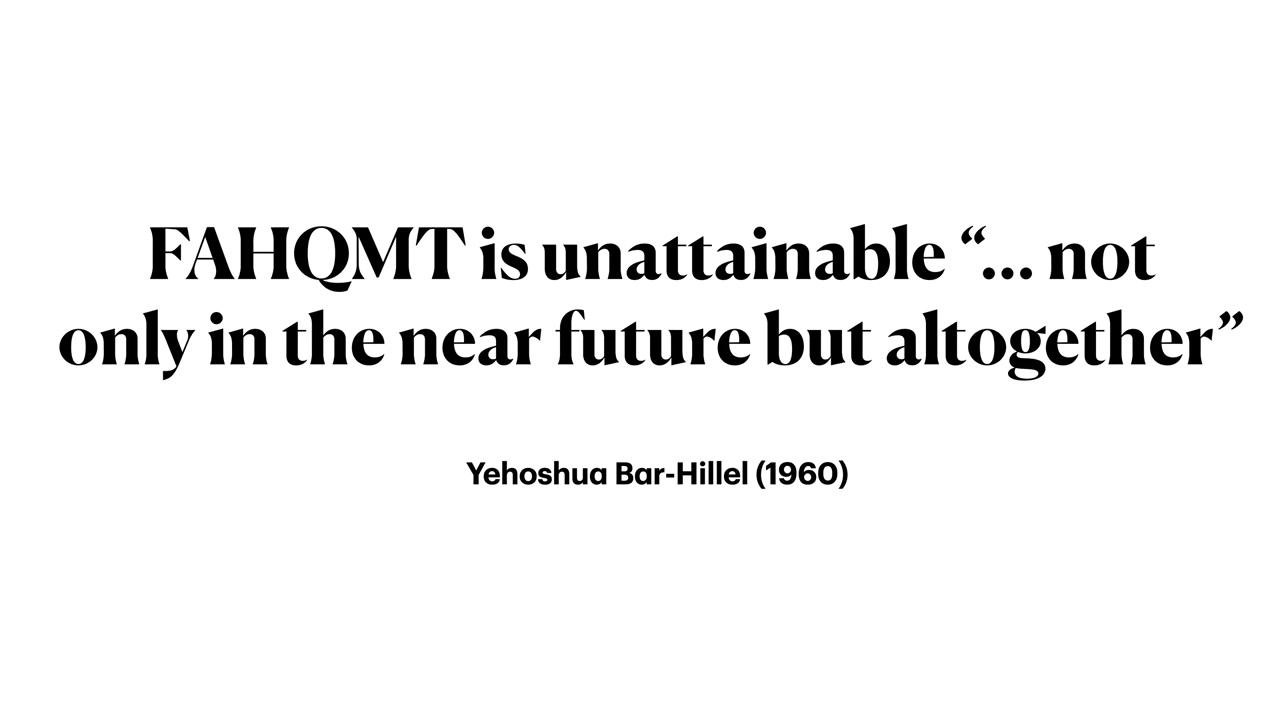 FAHQMT is unattainable “... not
only in the near future but altogether”
Yehoshua Bar-Hillel (1960)